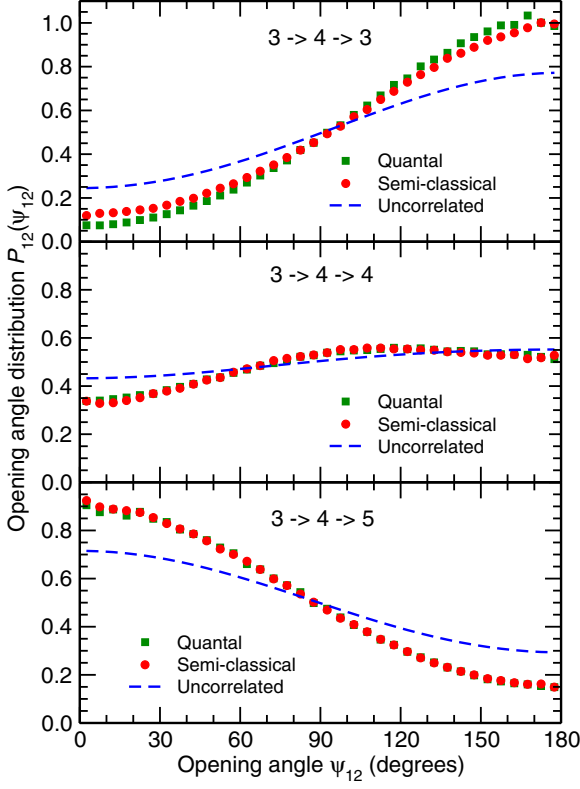 Opening angle distribution P12(ψ12)
1.0
0.8
0.6
0.4
0.2
0.0
3 -> 4 -> 3
Quantal
Semi-classical
Uncorrelated
0.8
0.6
0.4
0.2
0.0
3 -> 4 -> 4
Quantal
Semi-classical
Uncorrelated
0.8
0.6
0.4
0.2
0.0
3 -> 4 -> 5
Quantal
Semi-classical
Uncorrelated
0 30 60 90 120 150 180
Opening angle ψ12 (degrees)